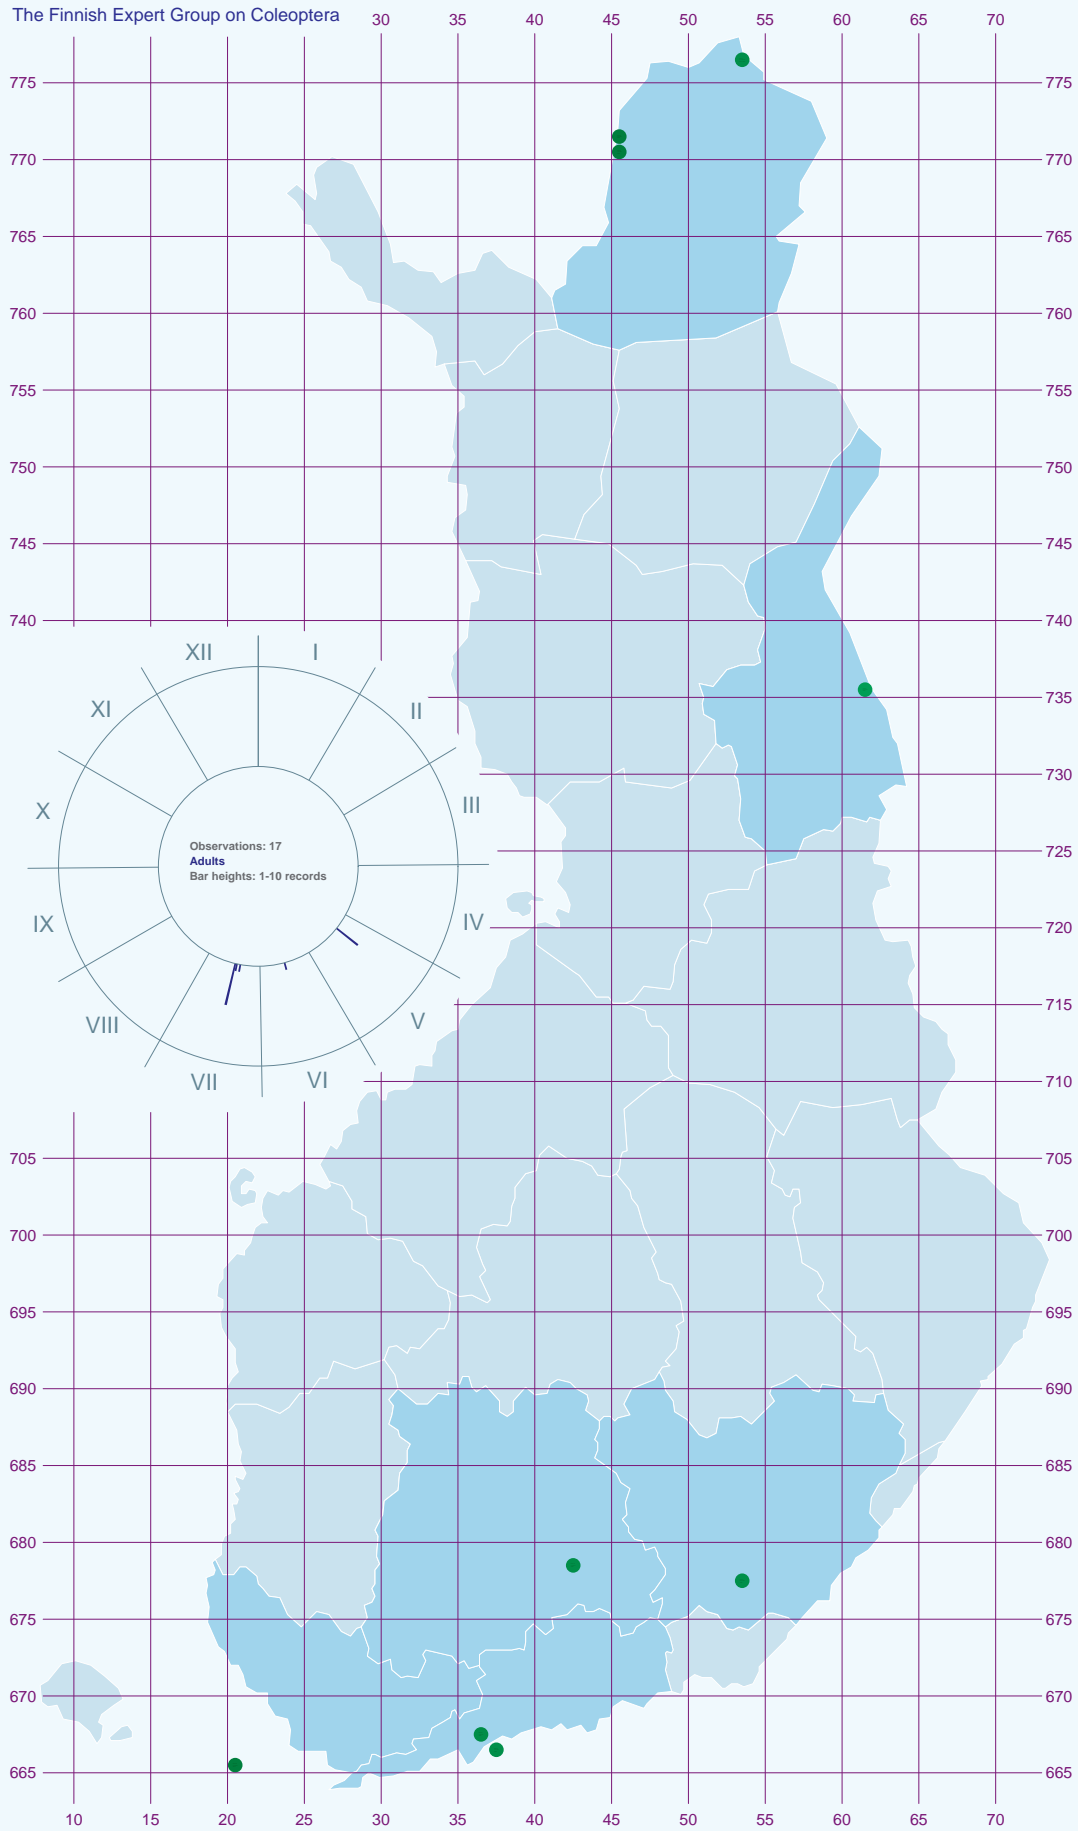 The Finnish Expert Group on Coleoptera
30 35 40 45 50 55 60 65 70
775 775
770 770
765 765
760 760
755 755
750 750
745 745
740 740
XII I
XI II
735
X III
730
Observations: 17
Adults
Bar heights: 1-10 records
725
IX IV
720
VIII V
715
VII VI
710
705 705
700 700
695 695
690 690
685 685
680 680
675 675
670 670
665 665
10 15 20 25 30 35 40 45 50 55 60 65 70